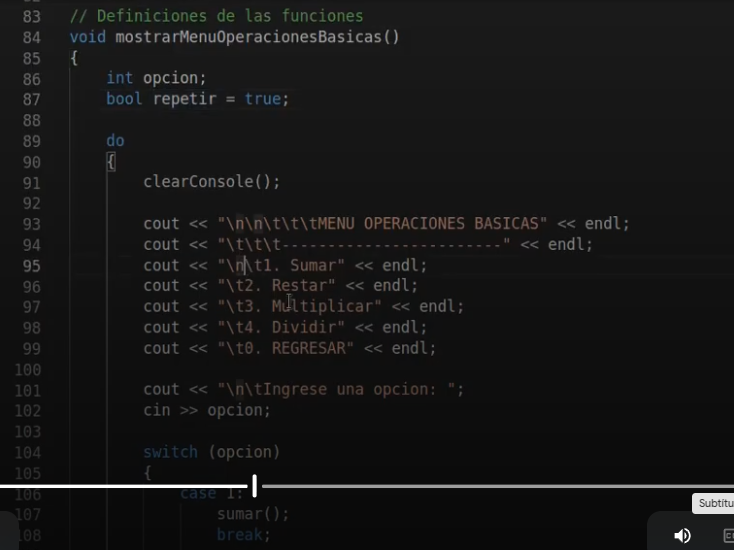 83 // Definiciones de las funciones
84 void mostrarMenuOperacionesBasicas()
85 {
86 int opcion;
87 bool repetir = true;
88
89 do
90 {
91 clearConsole();
92
93 cout << "\n\n\t\t\tMENU OPERACIONES BASICAS" << endl;
94 cout << "\t\t\t------------------------" << endl;
95 cout << "\n\t1. Sumar" << endl;
96 cout << "\t2. Restar" << endl;
97 cout << "\t3. Multiplicar" << endl;
98 cout << "\t4. Dividir" << endl;
99 cout << "\t0. REGRESAR" << endl;
100
101 cout << "\n\tIngrese una opcion: ";
102 cin >> opcion;
103
104 switch (opcion)
105 {
106 case 1:
107 sumar();
108 break;
Subtitu